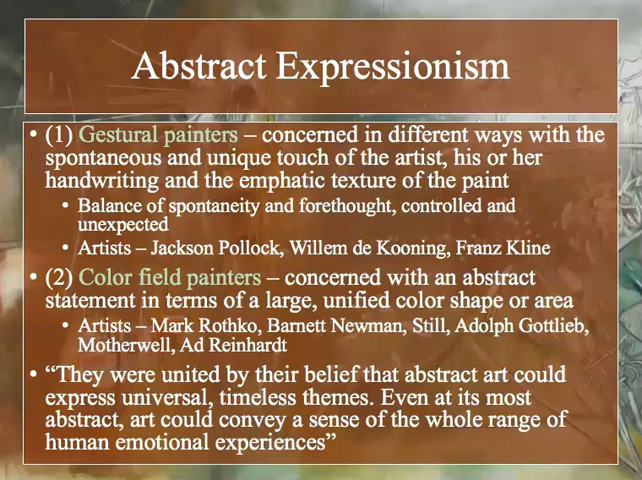 Abstract Expressionism
• (1) Gestural painters – concerned in different ways with the
spontaneous and unique touch of the artist, his or her
handwriting and the emphatic texture of the paint
• Balance of spontaneity and forethought, controlled and
unexpected
• Artists – Jackson Pollock, Willem de Kooning, Franz Kline
• (2) Color field painters – concerned with an abstract
statement in terms of a large, unified color shape or area
• Artists – Mark Rothko, Barnett Newman, Still, Adolph Gottlieb,
Motherwell, Ad Reinhardt
• “They were united by their belief that abstract art could
express universal, timeless themes. Even at its most
abstract, art could convey a sense of the whole range of
human emotional experiences”